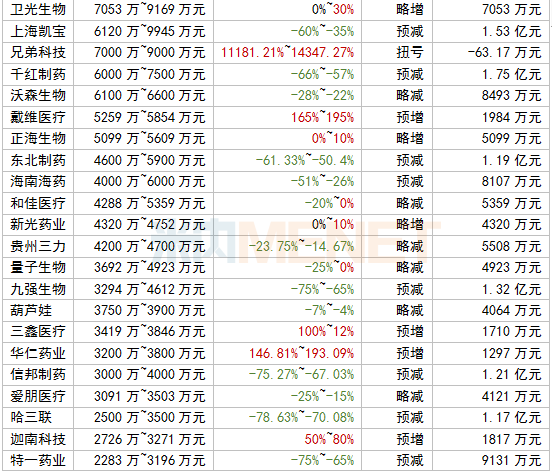 卫光生物 7053 万~9169 万元 0%~30% 略增 7053 万元
上海凯宝 6120 万~9945 万元 -60%~-35% 预减 1.53 亿元
兄弟科技 7000 万~9000 万元 11181.21%~14347.27% 扭亏 -63.17 万元
千红制药 6000 万~7500 万元 -66%~-57% 预减 1.75 亿元
沃森生物 6100 万~6600 万元 -28%~-22% 略减 8493 万元
戴维医疗 5259 万~5854 万元 165%~195% 预增 1984 万元
正海生物 5099 万~5609 万元 0%~10% 略增 5099 万元
东北制药 4600 万~5900 万元 -61.33%~-50.4% 预减 1.19 亿元
海南海药 4000 万~6000 万元 -51%~-26% 预减 8107 万元
和佳医疗 4288 万~5359 万元 -20%~0% 略减 5359 万元
新光药业 4320 万~4752 万元 0%~10% 略增 4320 万元
贵州三力 4200 万~4700 万元 -23.75%~-14.67% 略减 5508 万元
量子生物 3692 万~4923 万元 -25%~0% 略减 4923 万元
九强生物 3294 万~4612 万元 -75%~-65% 预减 1.32 亿元
葫芦娃 3750 万~3900 万元 -7%~-4% 略减 4064 万元
三鑫医疗 3419 万~3846 万元 100%~12% 预增 1710 万元
华仁药业 3200 万~3800 万元 146.81%~193.09% 预增 1297 万元
信邦制药 3000 万~4000 万元 -75.27%~-67.03% 预减 1.21 亿元
爱朋医疗 3091 万~3503 万元 -25%~-15% 略减 4121 万元
哈三联 2500 万~3500 万元 -78.63%~-70.08% 预减 1.17 亿元
迦南科技 2726 万~3271 万元 50%~80% 预增 1817 万元
特一药业 2283 万~3196 万元 -75%~-65% 预减 9131 万元
米内MENET